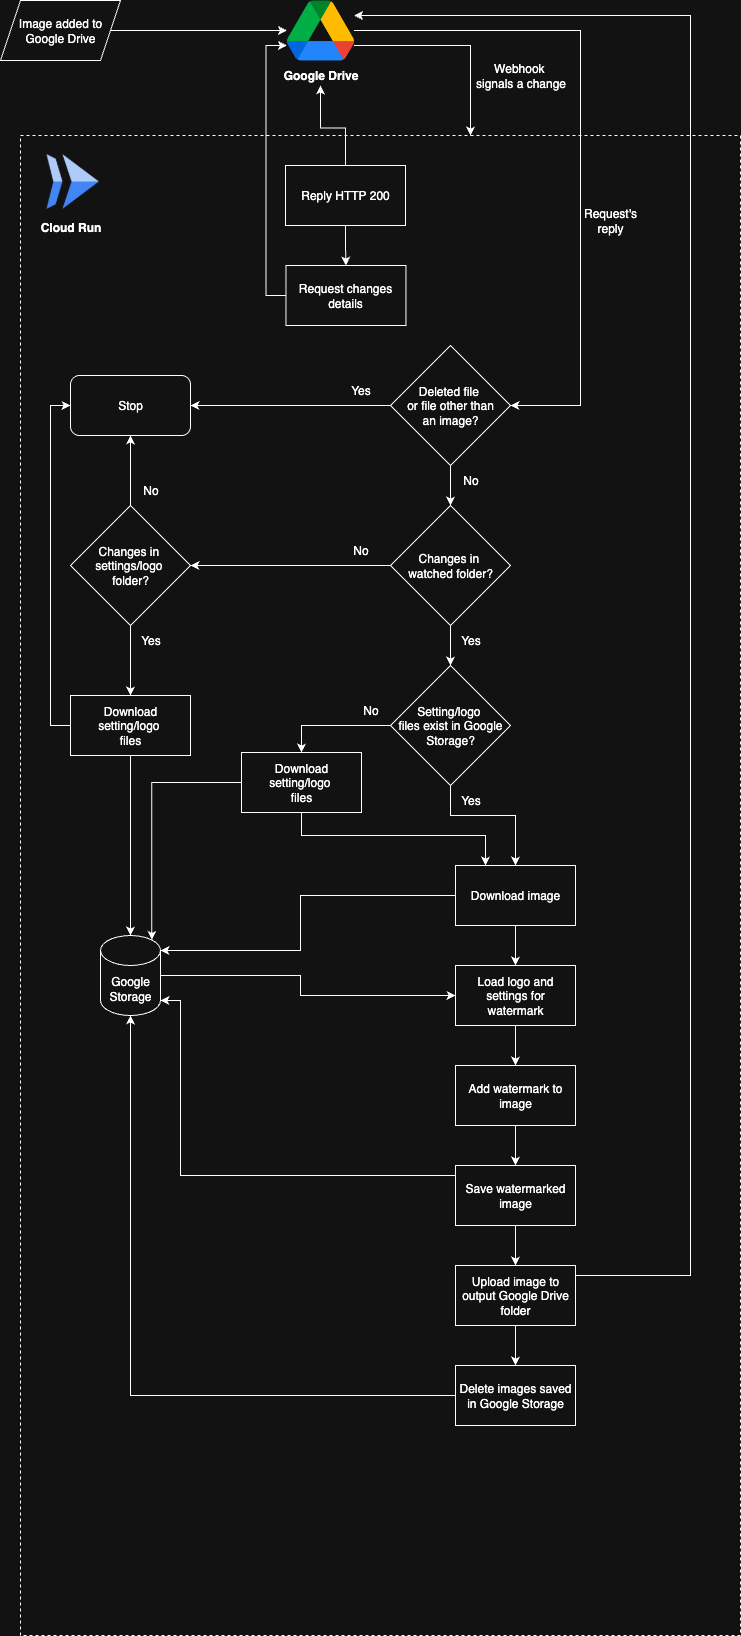 Image added to
Google Drive
Google Drive
Webhook
signals a change
Cloud Run
Reply HTTP 200
Request's
reply
Request changes
details
Stop
Yes
Deleted file
or file other than
an image?
No
No
Changes in
settings/logo
folder?
No
Changes in
watched folder?
Yes
Yes
Download
setting/logo
files
No
Setting/logo
files exist in Google
Storage?
Download
setting/logo
files
Yes
Download image
Google
Storage
Load logo and
settings for
watermark
Add watermark to
image
Save watermarked
image
Upload image to
output Google Drive
folder
Delete images saved
in Google Storage